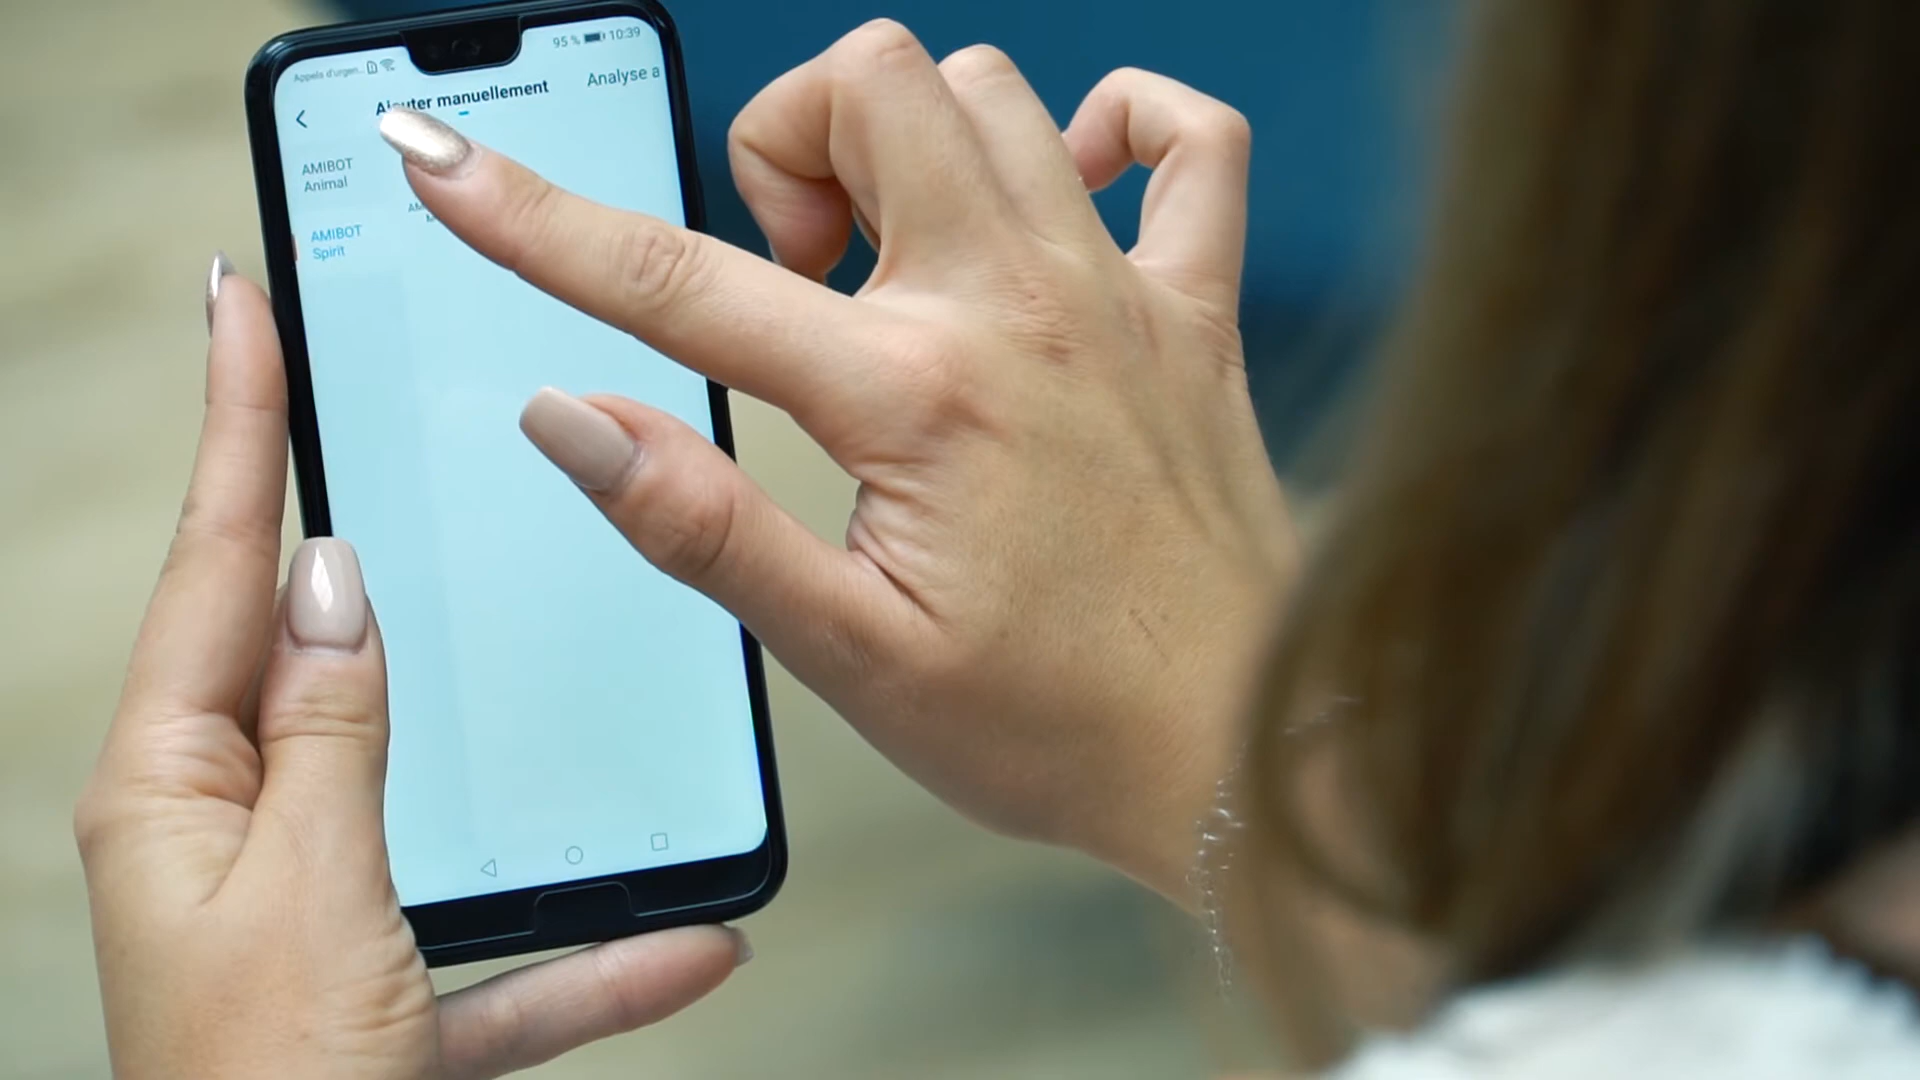 Appels d'urgen...
95 % 10:39
Ajouter manuellement
Analyse a
AMIBOT
Animal
AMIBOT
Spirit